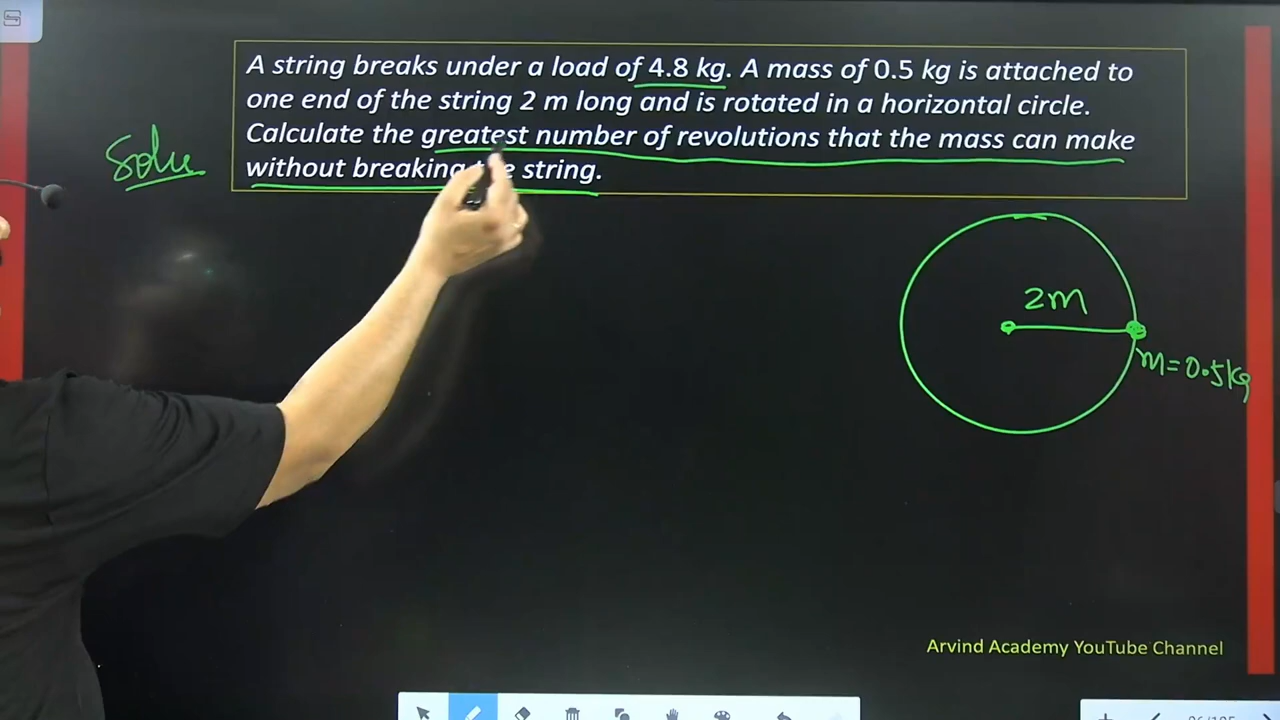 A string breaks under a load of 4.8 kg. A mass of 0.5 kg is attached to
one end of the string 2 m long and is rotated in a horizontal circle.
Calculate the greatest number of revolutions that the mass can make
without breaking the string.
Solu
2m
m=0.5kg
Arvind Academy YouTube Channel